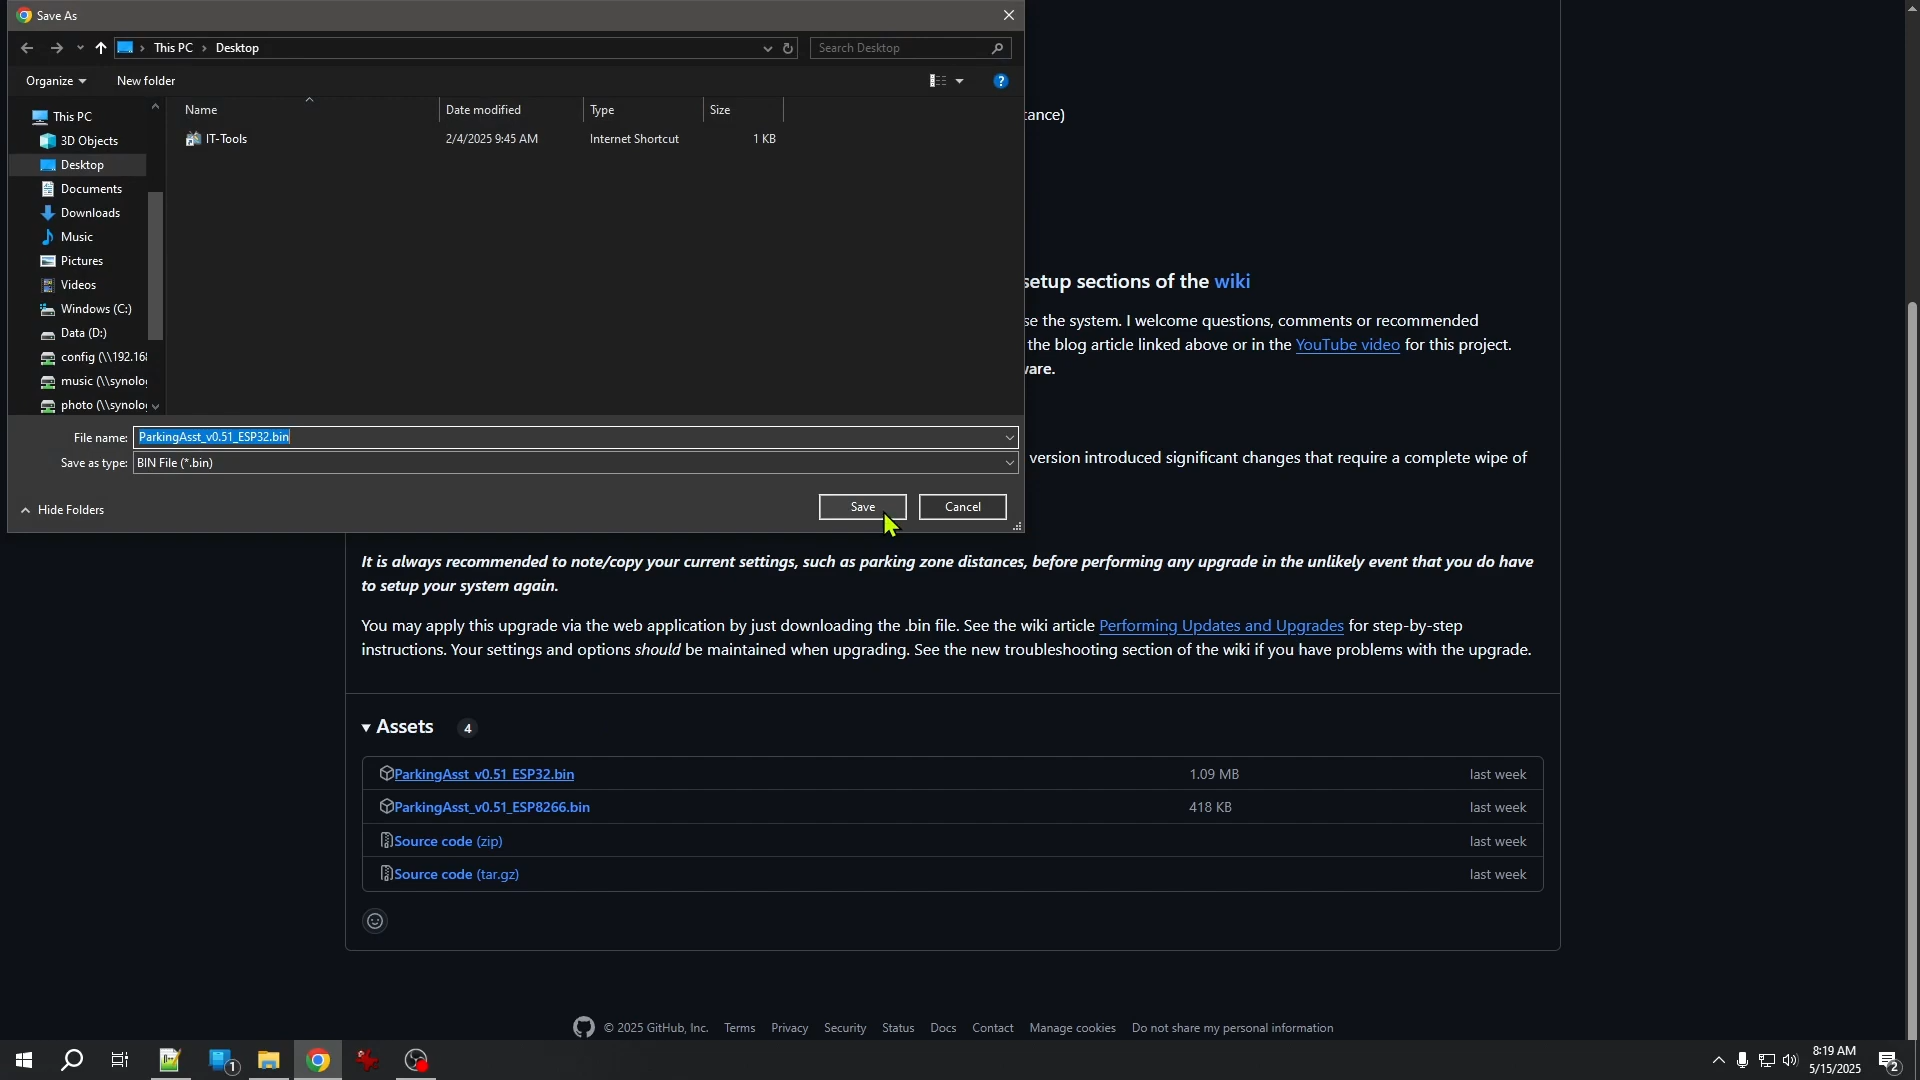 Save As
This PC
Desktop
Search Desktop
Organize
New folder
?
This PC
3D Objects
Desktop
Documents
Downloads
Music
Pictures
Videos
Windows (C:)
Data (D:)
config (\\192.168
music (\\synolo
photo (\\synolo
Name
Date modified
Type
Size
IT-Tools
2/4/2025 9:45 AM
Internet Shortcut
1 KB
File name:
ParkingAsst_v0.51_ESP32.bin
Save as type:
BIN File (*.bin)
Hide Folders
Save
Cancel
tance)
setup sections of the wiki
se the system. I welcome questions, comments or recommended
the blog article linked above or in the YouTube video for this project.
ware.
version introduced significant changes that require a complete wipe of
It is always recommended to note/copy your current settings, such as parking zone distances, before performing any upgrade in the unlikely event that you do have
to setup your system again.
You may apply this upgrade via the web application by just downloading the .bin file. See the wiki article Performing Updates and Upgrades for step-by-step
instructions. Your settings and options should be maintained when upgrading. See the new troubleshooting section of the wiki if you have problems with the upgrade.
Assets 4
ParkingAsst_v0.51_ESP32.bin 1.09 MB last week
ParkingAsst_v0.51_ESP8266.bin 418 KB last week
Source code (zip) last week
Source code (tar.gz) last week
© 2025 GitHub, Inc. Terms Privacy Security Status Docs Contact Manage cookies Do not share my personal information
1
8:19 AM
5/15/2025
2